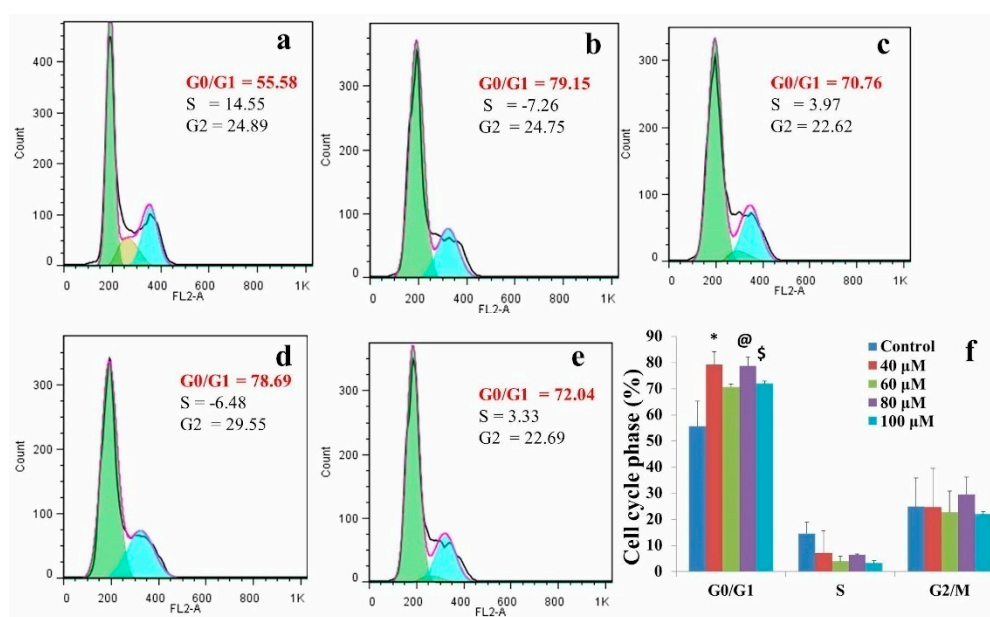 a
G0/G1 = 55.58
S = 14.55
G2 = 24.89
Count
400
300
200
100
0
0 200 400 600 800 1K
FL2-A
b
G0/G1 = 79.15
S = -7.26
G2 = 24.75
Count
300
200
100
0
0 200 400 600 800 1K
FL2-A
c
G0/G1 = 70.76
S = 3.97
G2 = 22.62
Count
300
200
100
0
0 200 400 600 800 1K
FL2-A
d
G0/G1 = 78.69
S = -6.48
G2 = 29.55
Count
300
200
100
0
0 200 400 600 800 1K
FL2-A
e
G0/G1 = 72.04
S = 3.33
G2 = 22.69
Count
300
200
100
0
0 200 400 600 800 1K
FL2-A
f
Cell cycle phase (%)
90
80
70
60
50
40
30
20
10
0
* @ $
Control
40 µM
60 µM
80 µM
100 µM
G0/G1 S G2/M